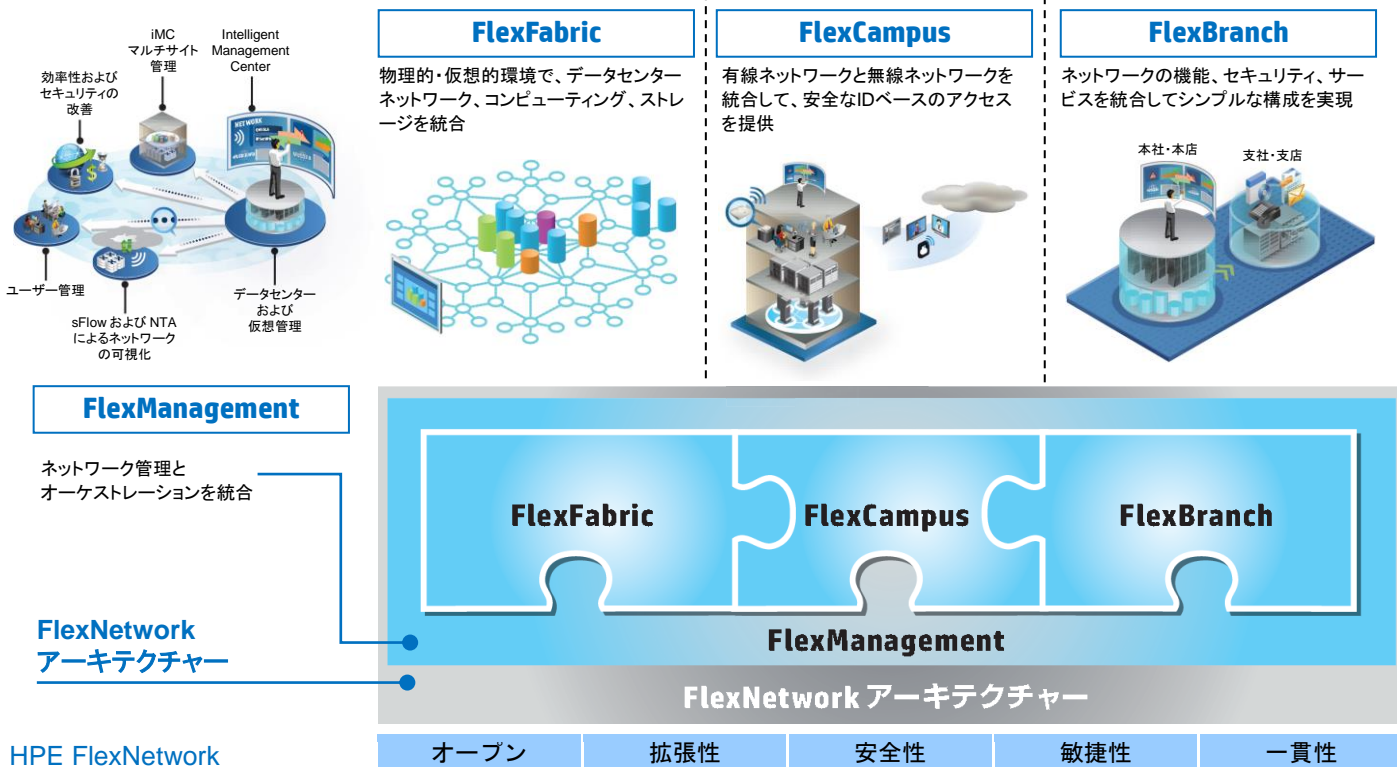 iMC
マルチサイト
管理
Intelligent
Management
Center
効率性および
セキュリティの
改善
ユーザー管理
sFlow および NTA
によるネットワーク
の可視化
データセンター
および
仮想管理
FlexFabric
物理的・仮想的環境で、データセンター
ネットワーク、コンピューティング、ストレ
ージを統合
FlexCampus
有線ネットワークと無線ネットワークを
統合して、安全なIDベースのアクセス
を提供
FlexBranch
ネットワークの機能、セキュリティ、サー
ビスを統合してシンプルな構成を実現
本社・本店
支社・支店
FlexManagement
ネットワーク管理と
オーケストレーションを統合
FlexNetwork
アーキテクチャー
FlexFabric
FlexCampus
FlexBranch
FlexManagement
FlexNetwork アーキテクチャー
HPE FlexNetwork
オープン
拡張性
安全性
敏捷性
一貫性